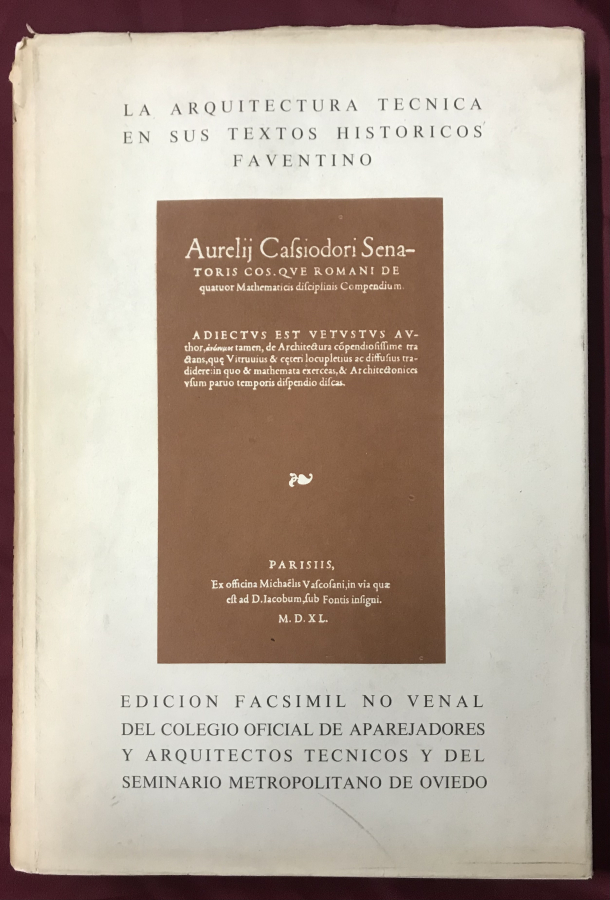 LA ARQUITECTURA TECNICA
EN SUS TEXTOS HISTORICOS
FAVENTINO
Aurelij Caſsiodori Sena-
TORIS COS. QVE ROMANI DE
quatuor Mathematicis diſciplinis Compendium.
ADIECTVS EST VETVSTVS AV-
thor, ἀνώνυμος tamen, de Architectura cōpendioſiſsime tra
ctans, quę Vitruuius & cęteri locupletius ac diffuſius tra-
didere: in quo & mathemata exerceas, & Architectonices
vſum paruo temporis diſpendio diſcas.
PARISIIS,
Ex officina Michaëlis Vaſcoſani, in via quæ
eſt ad D. Iacobum, ſub Fontis inſigni.
M. D. XL.
EDICION FACSIMIL NO VENAL
DEL COLEGIO OFICIAL DE APAREJADORES
Y ARQUITECTOS TECNICOS Y DEL
SEMINARIO METROPOLITANO DE OVIEDO